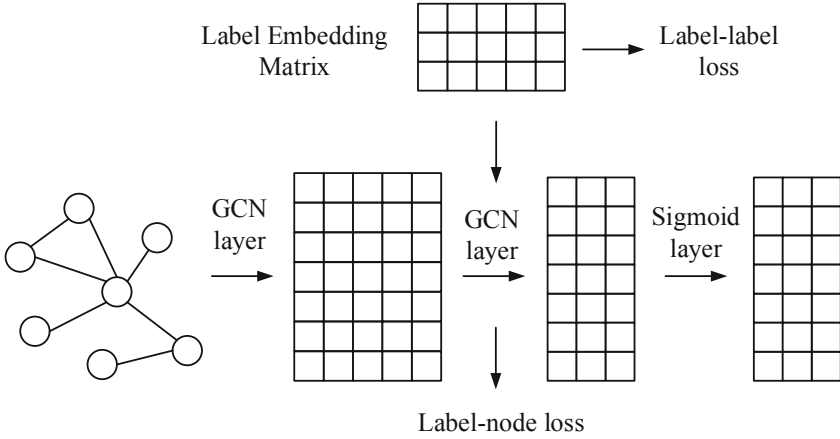 Label Embedding
Matrix
Label-label
loss
GCN
layer
GCN
layer
Sigmoid
layer
Label-node loss